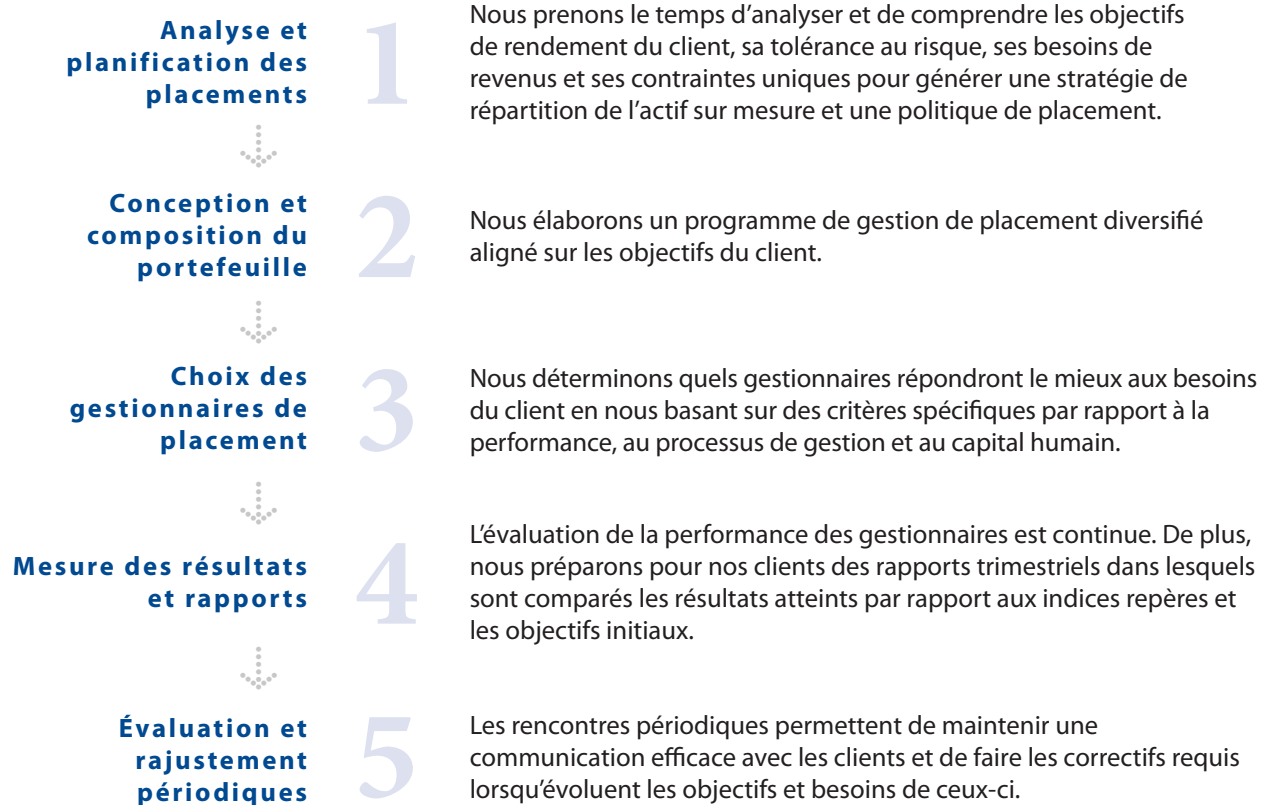 Analyse et
planification des
placements
1
Nous prenons le temps d’analyser et de comprendre les objectifs
de rendement du client, sa tolérance au risque, ses besoins de
revenus et ses contraintes uniques pour générer une stratégie de
répartition de l’actif sur mesure et une politique de placement.
Conception et
composition du
portefeuille
2
Nous élaborons un programme de gestion de placement diversifié
aligné sur les objectifs du client.
Choix des
gestionnaires de
placement
3
Nous déterminons quels gestionnaires répondront le mieux aux besoins
du client en nous basant sur des critères spécifiques par rapport à la
performance, au processus de gestion et au capital humain.
Mesure des résultats
et rapports
4
L’évaluation de la performance des gestionnaires est continue. De plus,
nous préparons pour nos clients des rapports trimestriels dans lesquels
sont comparés les résultats atteints par rapport aux indices repères et
les objectifs initiaux.
Évaluation et
rajustement
périodiques
5
Les rencontres périodiques permettent de maintenir une
communication efficace avec les clients et de faire les correctifs requis
lorsqu’évoluent les objectifs et besoins de ceux-ci.